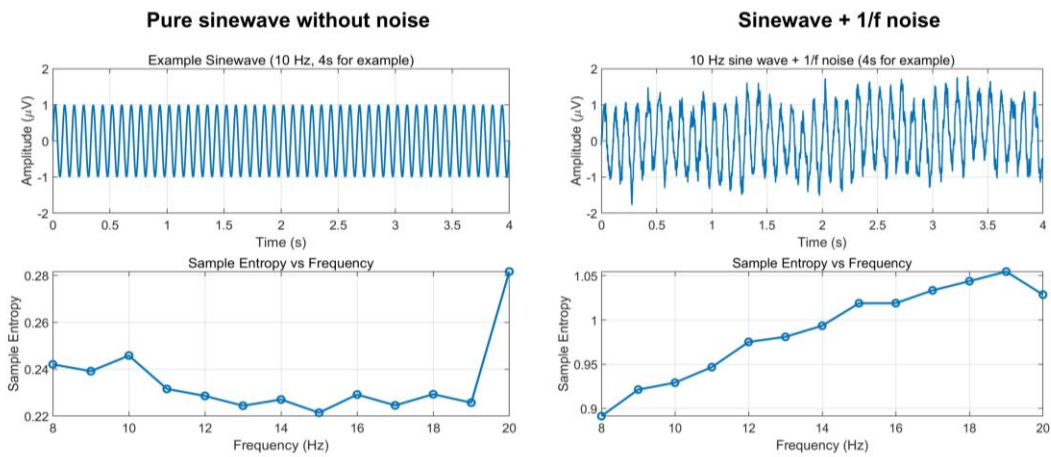 Pure sinewave without noise
Example Sinewave (10 Hz, 4s for example)
2
1
0
-1
-2
Amplitude (μV)
0 0.5 1 1.5 2 2.5 3 3.5 4
Time (s)
Sample Entropy vs Frequency
0.28
0.26
0.24
0.22
Sample Entropy
8 10 12 14 16 18 20
Frequency (Hz)
Sinewave + 1/f noise
10 Hz sine wave + 1/f noise (4s for example)
2
1
0
-1
-2
Amplitude (μV)
0 0.5 1 1.5 2 2.5 3 3.5 4
Time (s)
Sample Entropy vs Frequency
1.05
1
0.95
0.9
Sample Entropy
8 10 12 14 16 18 20
Frequency (Hz)